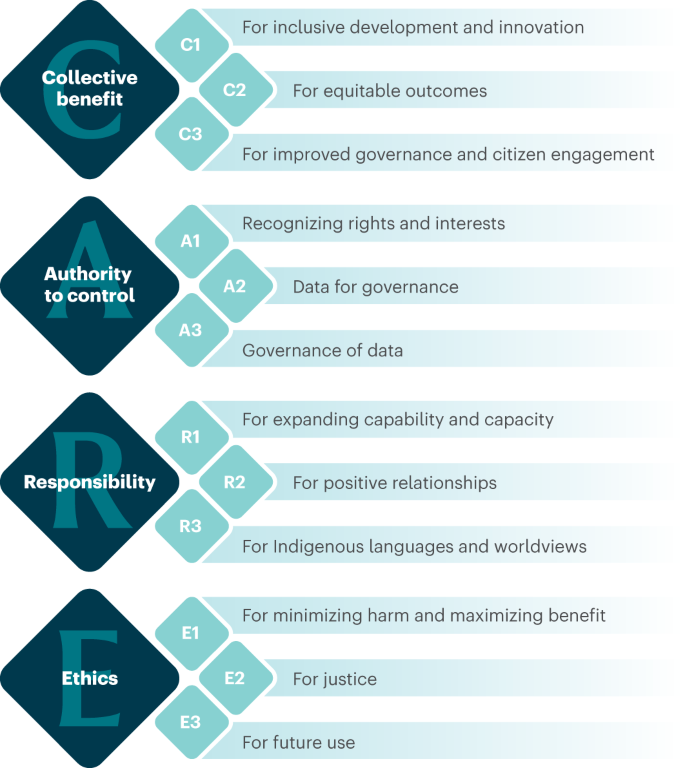 C
Collective
benefit
C1
For inclusive development and innovation
C2
For equitable outcomes
C3
For improved governance and citizen engagement
A
Authority
to control
A1
Recognizing rights and interests
A2
Data for governance
A3
Governance of data
R
Responsibility
R1
For expanding capability and capacity
R2
For positive relationships
R3
For Indigenous languages and worldviews
E
Ethics
E1
For minimizing harm and maximizing benefit
E2
For justice
E3
For future use